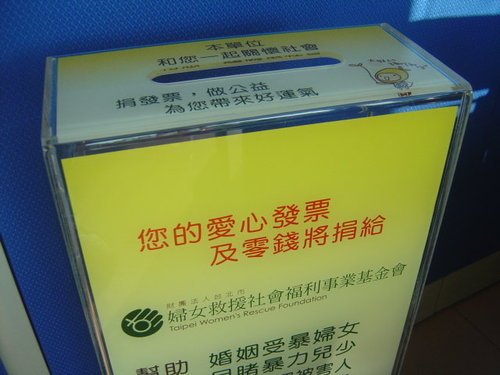 本單位
和您一起關懷社會
捐發票，做公益
為您帶來好運氣
您的愛心發票
及零錢將捐給
財團法人台北市
婦女救援社會福利事業基金會
Taipei Women's Rescue Foundation
幫助 婚姻受暴婦女
目睹暴力兒少
被害人